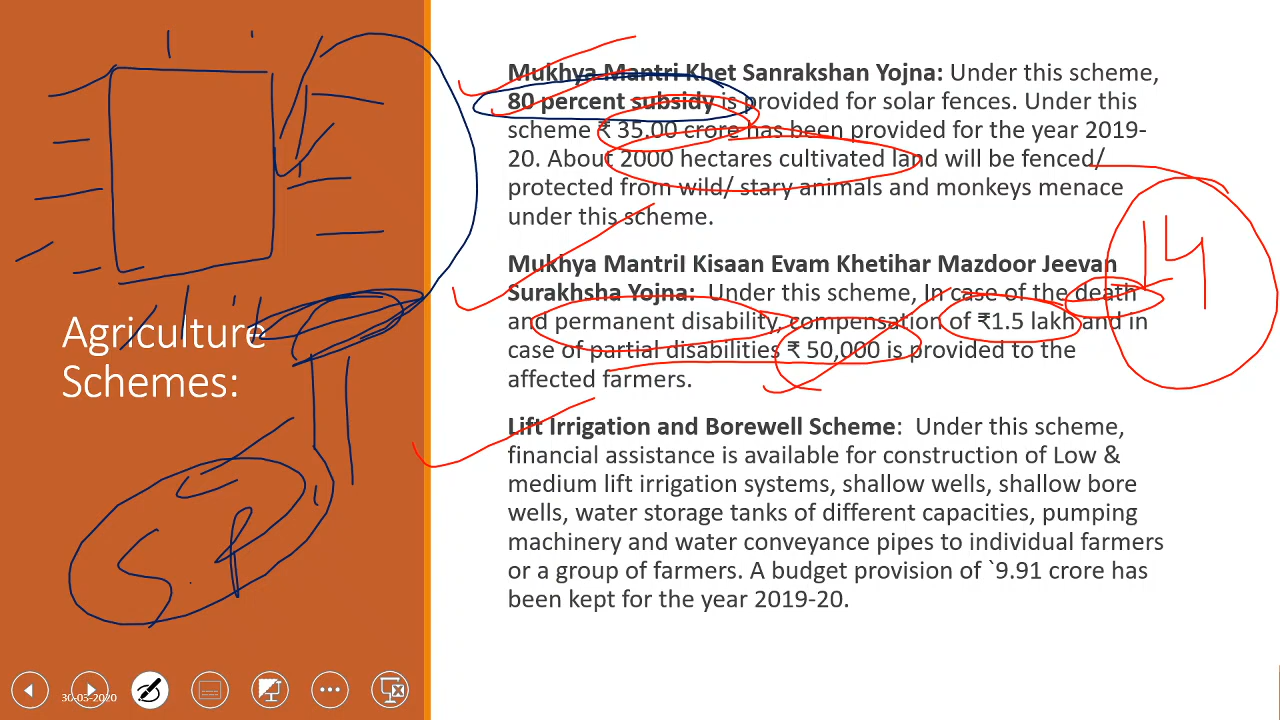 Agriculture
Schemes:
Mukhya Mantri Khet Sanrakshan Yojna: Under this scheme,
80 percent subsidy is provided for solar fences. Under this
scheme ₹ 35.00 crore has been provided for the year 2019-
20. About 2000 hectares cultivated land will be fenced/
protected from wild/ stary animals and monkeys menace
under this scheme.
Mukhya MantriI Kisaan Evam Khetihar Mazdoor Jeevan
Surakhsha Yojna: Under this scheme, In case of the death
and permanent disability, compensation of ₹1.5 lakh and in
case of partial disabilities ₹ 50,000 is provided to the
affected farmers.
Lift Irrigation and Borewell Scheme: Under this scheme,
financial assistance is available for construction of Low &
medium lift irrigation systems, shallow wells, shallow bore
wells, water storage tanks of different capacities, pumping
machinery and water conveyance pipes to individual farmers
or a group of farmers. A budget provision of `9.91 crore has
been kept for the year 2019-20.
14
S.P
30-03-2020